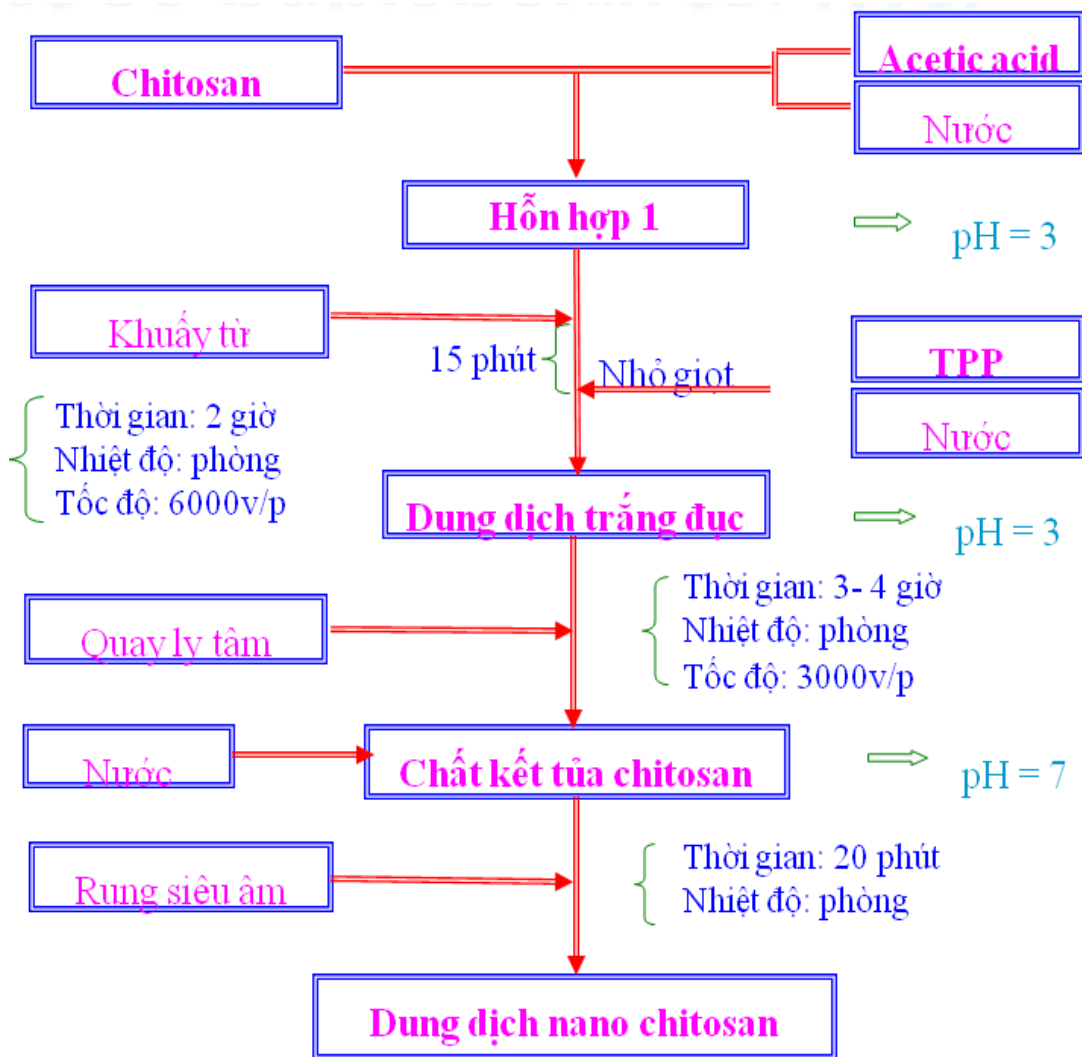 Chitosan
Acetic acid
Nước
Hỗn hợp 1
pH = 3
Khuấy từ
15 phút
Nhỏ giọt
TPP
Nước
Thời gian: 2 giờ
Nhiệt độ: phòng
Tốc độ: 6000v/p
Dung dịch trắng đục
pH = 3
Thời gian: 3- 4 giờ
Nhiệt độ: phòng
Tốc độ: 3000v/p
Quay ly tâm
Nước
Chất kết tủa chitosan
pH = 7
Thời gian: 20 phút
Nhiệt độ: phòng
Rung siêu âm
Dung dịch nano chitosan